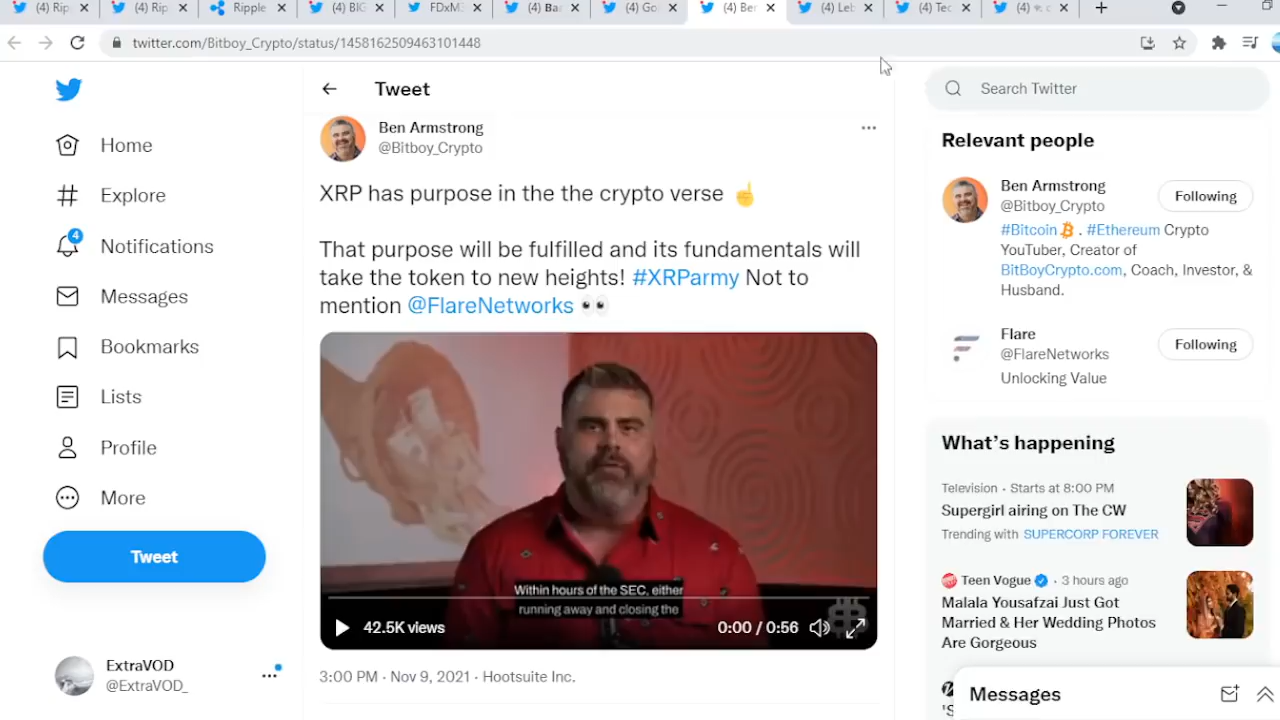 (4) Rip
(4) Rip
Ripple
(4) BIG
FDxM3
(4) Bar
(4) Go
(4) Ber
(4) Leb
(4) Tec
twitter.com/Bitboy_Crypto/status/1458162509463101448
Home
Explore
4
Notifications
Messages
Bookmarks
Lists
Profile
More
Tweet
ExtraVOD
@ExtraVOD_
Tweet
Ben Armstrong
@Bitboy_Crypto
XRP has purpose in the the crypto verse ☝️
That purpose will be fulfilled and its fundamentals will
take the token to new heights! #XRParmy Not to
mention @FlareNetworks 👀
Within hours of the SEC, either
running away and closing the
42.5K views
0:00 / 0:56
3:00 PM · Nov 9, 2021 · Hootsuite Inc.
Search Twitter
Relevant people
Ben Armstrong
@Bitboy_Crypto
Following
#Bitcoin . #Ethereum Crypto
YouTuber, Creator of
BitBoyCrypto.com, Coach, Investor, &
Husband.
Flare
@FlareNetworks
Following
Unlocking Value
What's happening
Television · Starts at 8:00 PM
Supergirl airing on The CW
Trending with SUPERCORP FOREVER
Teen Vogue · 3 hours ago
Malala Yousafzai Just Got
Married & Her Wedding Photos
Are Gorgeous
Messages